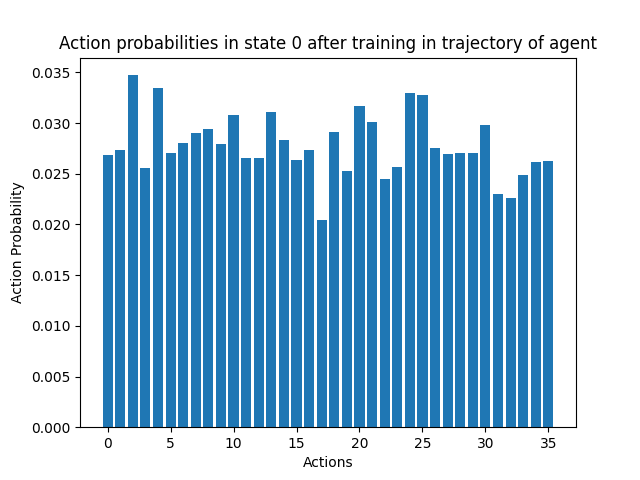 Action probabilities in state 0 after training in trajectory of agent
0.035
0.030
0.025
0.020
0.015
0.010
0.005
0.000
Action Probability
0 5 10 15 20 25 30 35
Actions